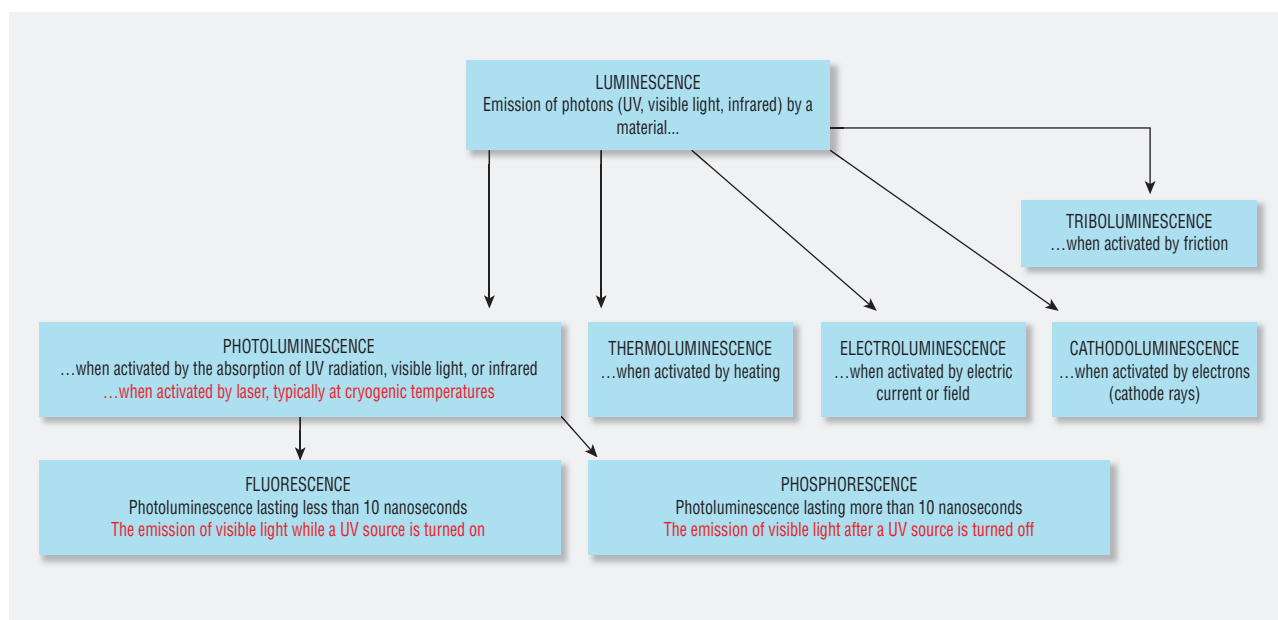 LUMINESCENCE
Emission of photons (UV, visible light, infrared) by a
material...
TRIBOLUMINESCENCE
…when activated by friction
PHOTOLUMINESCENCE
…when activated by the absorption of UV radiation, visible light, or infrared
…when activated by laser, typically at cryogenic temperatures
THERMOLUMINESCENCE
…when activated by heating
ELECTROLUMINESCENCE
…when activated by electric
current or field
CATHODOLUMINESCENCE
…when activated by electrons
(cathode rays)
FLUORESCENCE
Photoluminescence lasting less than 10 nanoseconds
The emission of visible light while a UV source is turned on
PHOSPHORESCENCE
Photoluminescence lasting more than 10 nanoseconds
The emission of visible light after a UV source is turned off